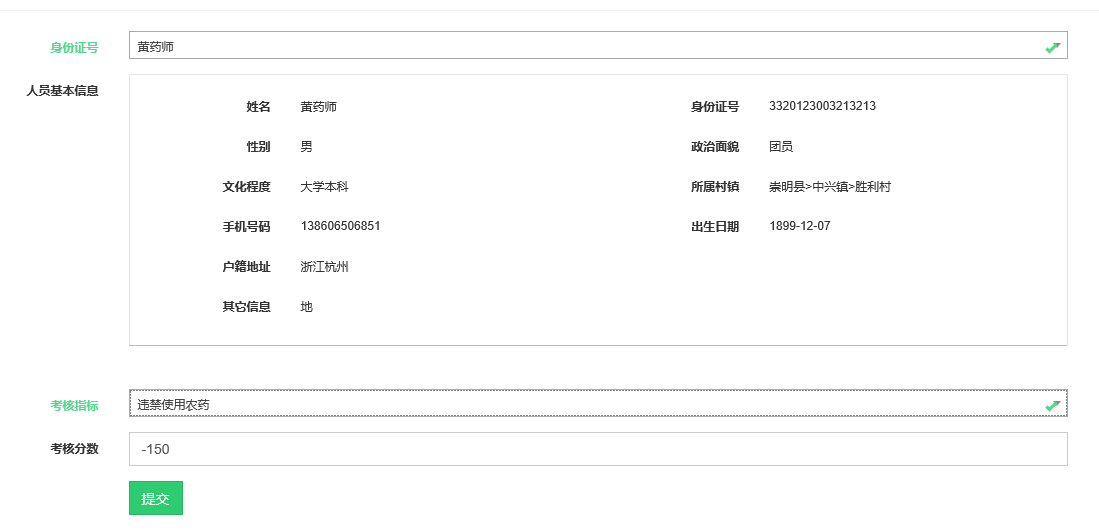 身份证号 黄药师
人员基本信息
姓名 黄药师 身份证号 3320123003213213
性别 男 政治面貌 团员
文化程度 大学本科 所属村镇 崇明县>中兴镇>胜利村
手机号码 138606506851 出生日期 1899-12-07
户籍地址 浙江杭州
其它信息 地
考核指标 违禁使用农药
考核分数 -150
提交